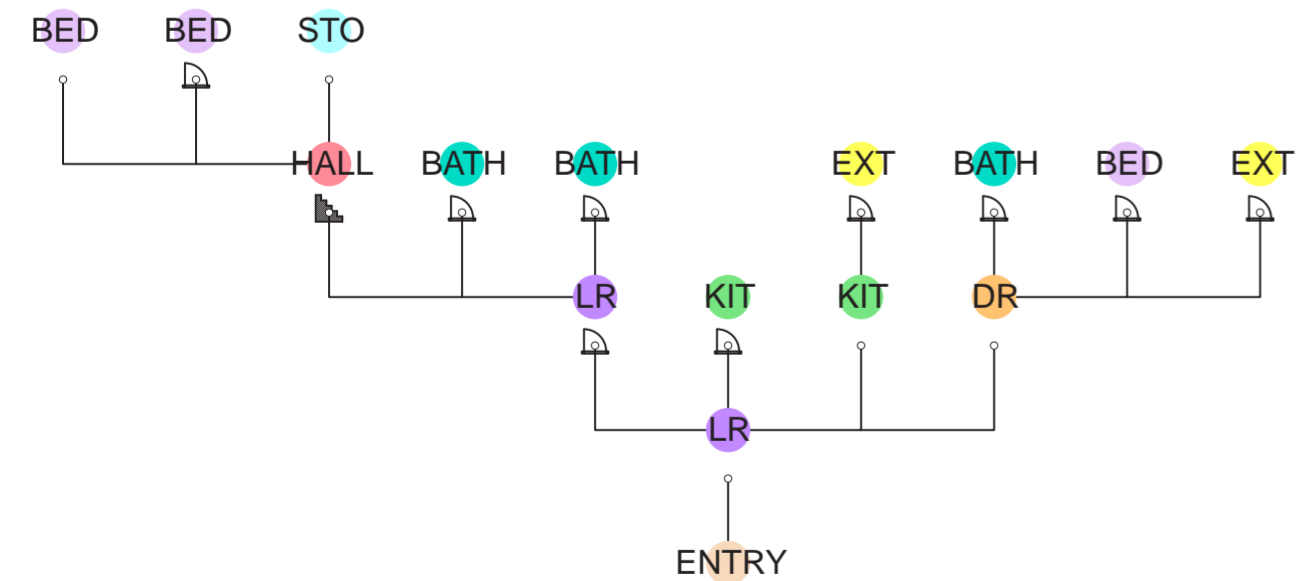 BED BED STO
HALL BATH BATH EXT BATH BED EXT
LR KIT KIT DR
LR
ENTRY